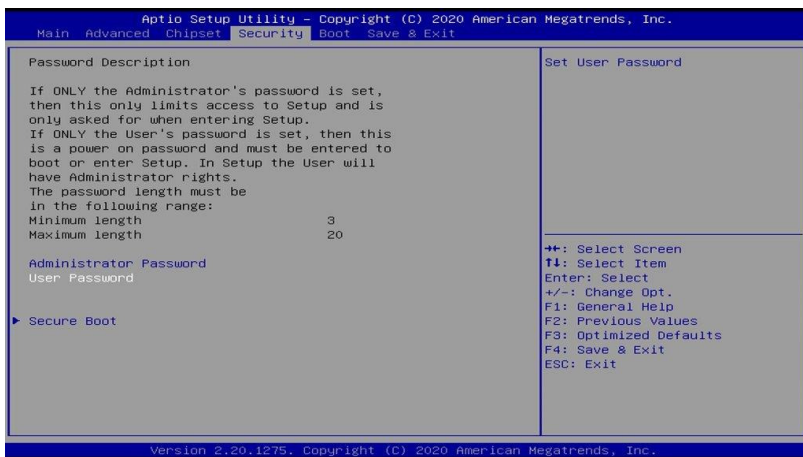 Aptio Setup Utility – Copyright (C) 2020 American Megatrends, Inc.
Main Advanced Chipset Security Boot Save & Exit
Password Description
If ONLY the Administrator's password is set,
then this only limits access to Setup and is
only asked for when entering Setup.
If ONLY the User's password is set, then this
is a power on password and must be entered to
boot or enter Setup. In Setup the User will
have Administrator rights.
The password length must be
in the following range:
Minimum length 3
Maximum length 20
Administrator Password
User Password
Secure Boot
Set User Password
→←: Select Screen
↑↓: Select Item
Enter: Select
+/-: Change Opt.
F1: General Help
F2: Previous Values
F3: Optimized Defaults
F4: Save & Exit
ESC: Exit
Version 2.20.1275. Copyright (C) 2020 American Megatrends, Inc.